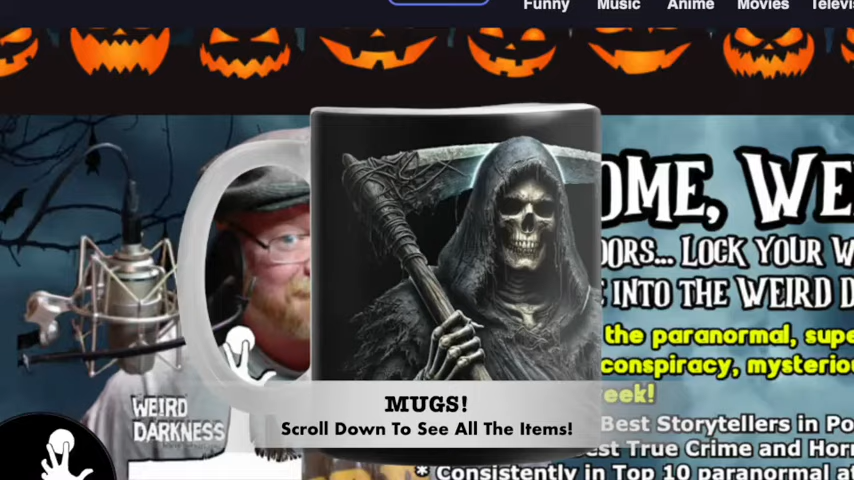 Funny Music Anime Movies
OME, WE
OORS... LOCK YOUR W
E INTO THE WEIRD D
the paranormal, supe
conspiracy, mysteriou
eek!
MUGS!
Scroll Down To See All The Items!
WEIRD
DARKNESS
Best Storytellers in Po
est True Crime and Horr
* Consistently in Top 10 paranormal